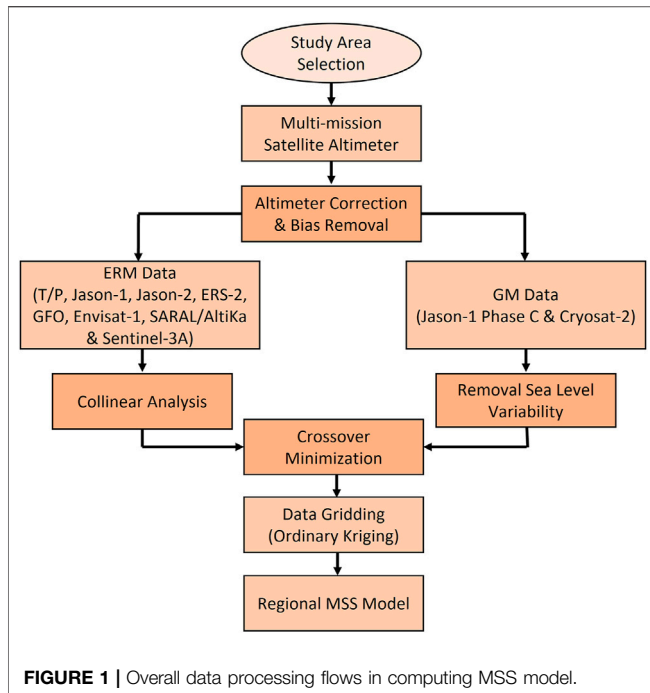 Study Area
Selection
Multi-mission
Satellite Altimeter
Altimeter Correction
& Bias Removal
ERM Data
(T/P, Jason-1, Jason-2, ERS-2,
GFO, Envisat-1, SARAL/AltiKa
& Sentinel-3A)
GM Data
(Jason-1 Phase C & Cryosat-2)
Collinear Analysis
Removal Sea Level
Variability
Crossover
Minimization
Data Gridding
(Ordinary Kriging)
Regional MSS Model
FIGURE 1 | Overall data processing flows in computing MSS model.